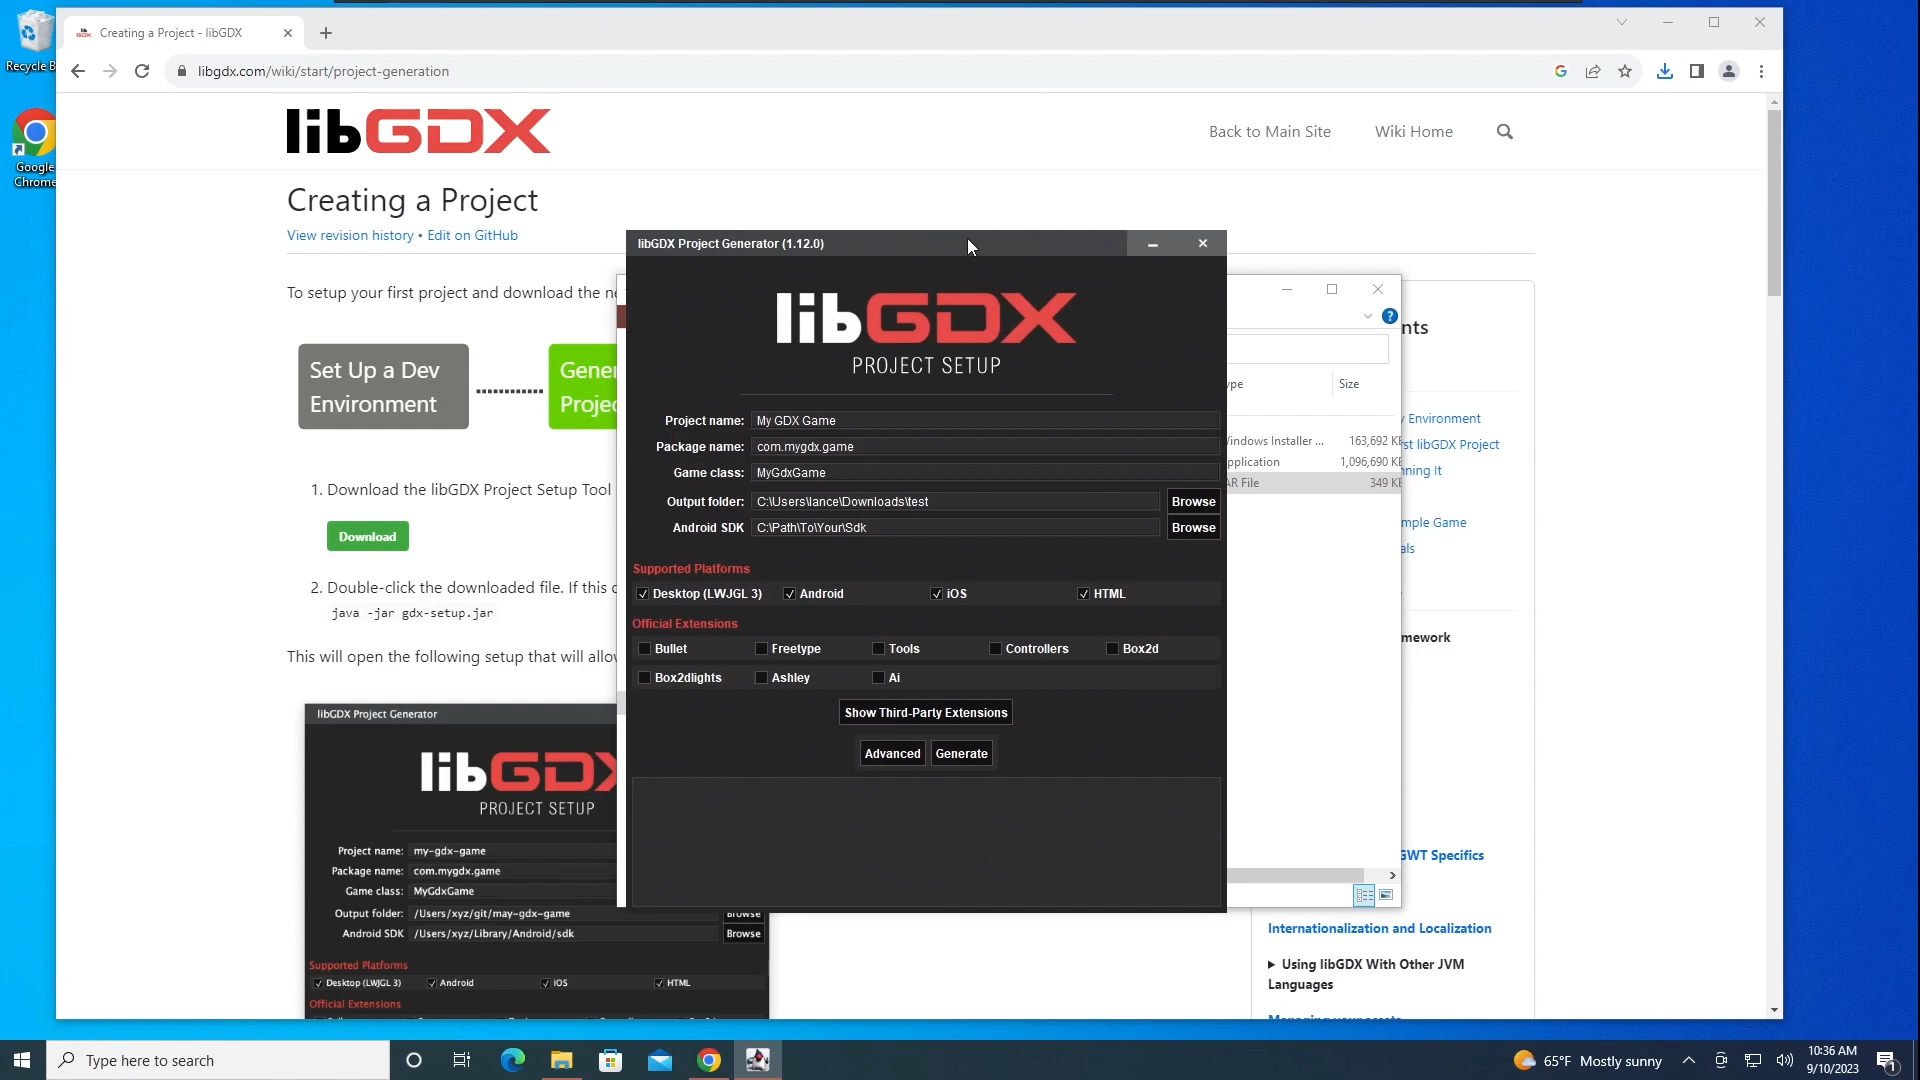 Recycle B
Google
Chrome
Creating a Project - libGDX
libgdx.com/wiki/start/project-generation
libGDX
Back to Main Site
Wiki Home
Creating a Project
View revision history • Edit on GitHub
To setup your first project and download the ne
Set Up a Dev
Environment
Gener
Projec
1. Download the libGDX Project Setup Tool
Download
2. Double-click the downloaded file. If this
java -jar gdx-setup.jar
This will open the following setup that will allo
libGDX Project Generator
libGDX
PROJECT SETUP
Project name: my-gdx-game
Package name: com.mygdx.game
Game class: MyGdxGame
Output folder: /Users/xyz/git/may-gdx-game Browse
Android SDK /Users/xyz/Library/Android/sdk Browse
Supported Platforms
Desktop (LWJGL 3) Android iOS HTML
Official Extensions
libGDX Project Generator (1.12.0)
libGDX
PROJECT SETUP
Project name: My GDX Game
Package name: com.mygdx.game
Game class: MyGdxGame
Output folder: C:\Users\lance\Downloads\test Browse
Android SDK C:\Path\To\Your\Sdk Browse
Supported Platforms
Desktop (LWJGL 3) Android iOS HTML
Official Extensions
Bullet Freetype Tools Controllers Box2d
Box2dlights Ashley Ai
Show Third-Party Extensions
Advanced Generate
ype Size
Windows Installer ... 163,692 KB
pplication 1,096,690 KB
AR File 349 KB
nts
v Environment
rst libGDX Project
nning It
mple Game
als
mework
GWT Specifics
Internationalization and Localization
Using libGDX With Other JVM
Languages
Managing your assets
Type here to search
65°F Mostly sunny
10:36 AM
9/10/2023
1